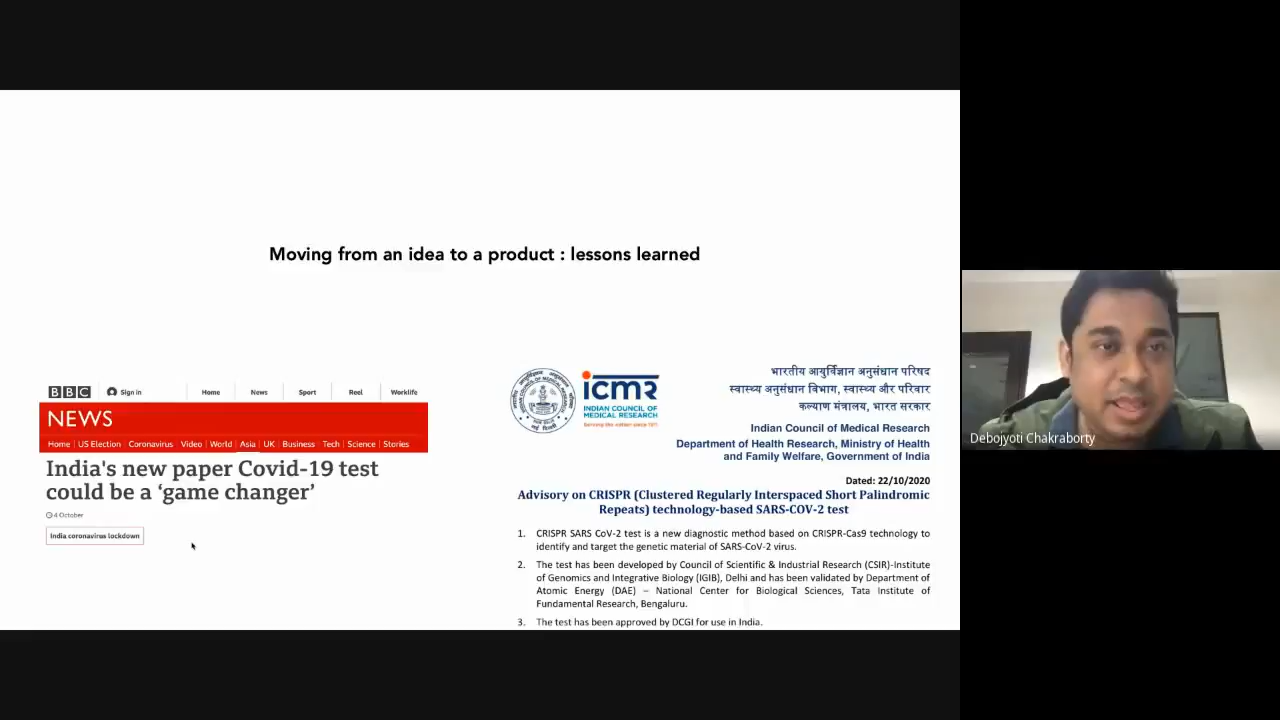 Moving from an idea to a product : lessons learned
BBC Sign in Home News Sport Reel Worklife
NEWS
Home | US Election | Coronavirus | Video | World | Asia | UK | Business | Tech | Science | Stories
India's new paper Covid-19 test
could be a ‘game changer’
4 October
India coronavirus lockdown
icmr
INDIAN COUNCIL OF
MEDICAL RESEARCH
Serving the nation since 1911
भारतीय आयुर्विज्ञान अनुसंधान परिषद
स्वास्थ्य अनुसंधान विभाग, स्वास्थ्य और परिवार
कल्याण मंत्रालय, भारत सरकार
Indian Council of Medical Research
Department of Health Research, Ministry of Health
and Family Welfare, Government of India
Dated: 22/10/2020
Advisory on CRISPR (Clustered Regularly Interspaced Short Palindromic
Repeats) technology-based SARS-COV-2 test
1. CRISPR SARS CoV-2 test is a new diagnostic method based on CRISPR-Cas9 technology to
identify and target the genetic material of SARS-CoV-2 virus.
2. The test has been developed by Council of Scientific & Industrial Research (CSIR)-Institute
of Genomics and Integrative Biology (IGIB), Delhi and has been validated by Department of
Atomic Energy (DAE) – National Center for Biological Sciences, Tata Institute of
Fundamental Research, Bengaluru.
3. The test has been approved by DCGI for use in India.
Debojyoti Chakraborty